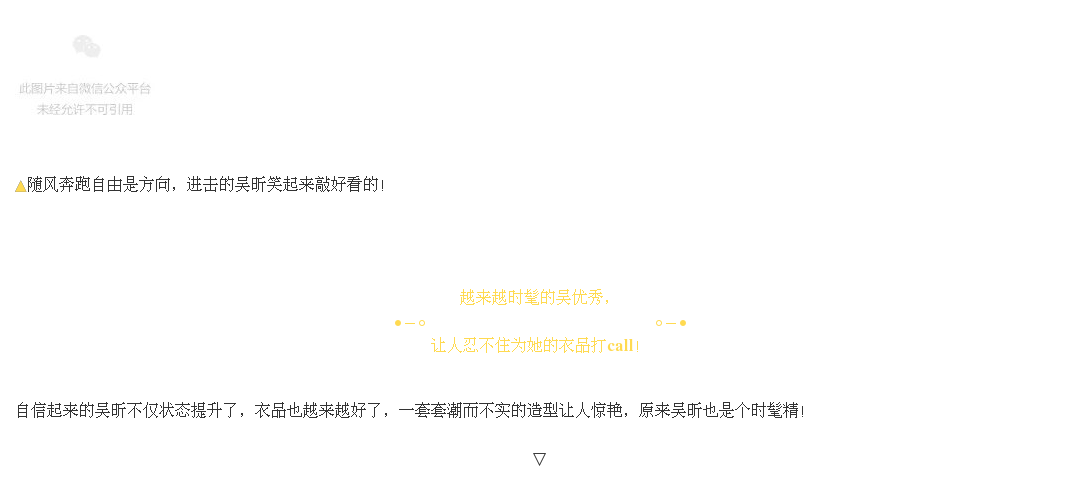 此图片来自微信公众平台
未经允许不可引用
▲随风奔跑自由是方向，进击的吴昕笑起来敲好看的！
越来越时髦的吴优秀，
让人忍不住为她的衣品打call！
自信起来的吴昕不仅状态提升了，衣品也越来越好了，一套套潮而不实的造型让人惊艳，原来吴昕也是个时髦精！
▽